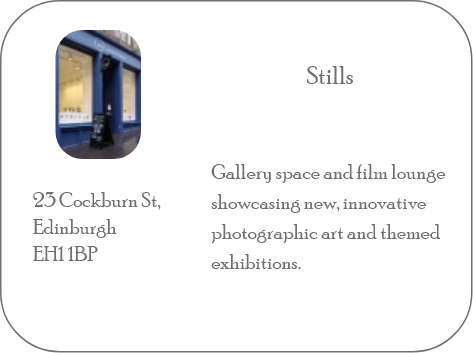 Stills
23 Cockburn St,
Edinburgh
EH1 1BP
Gallery space and film lounge
showcasing new, innovative
photographic art and themed
exhibitions.